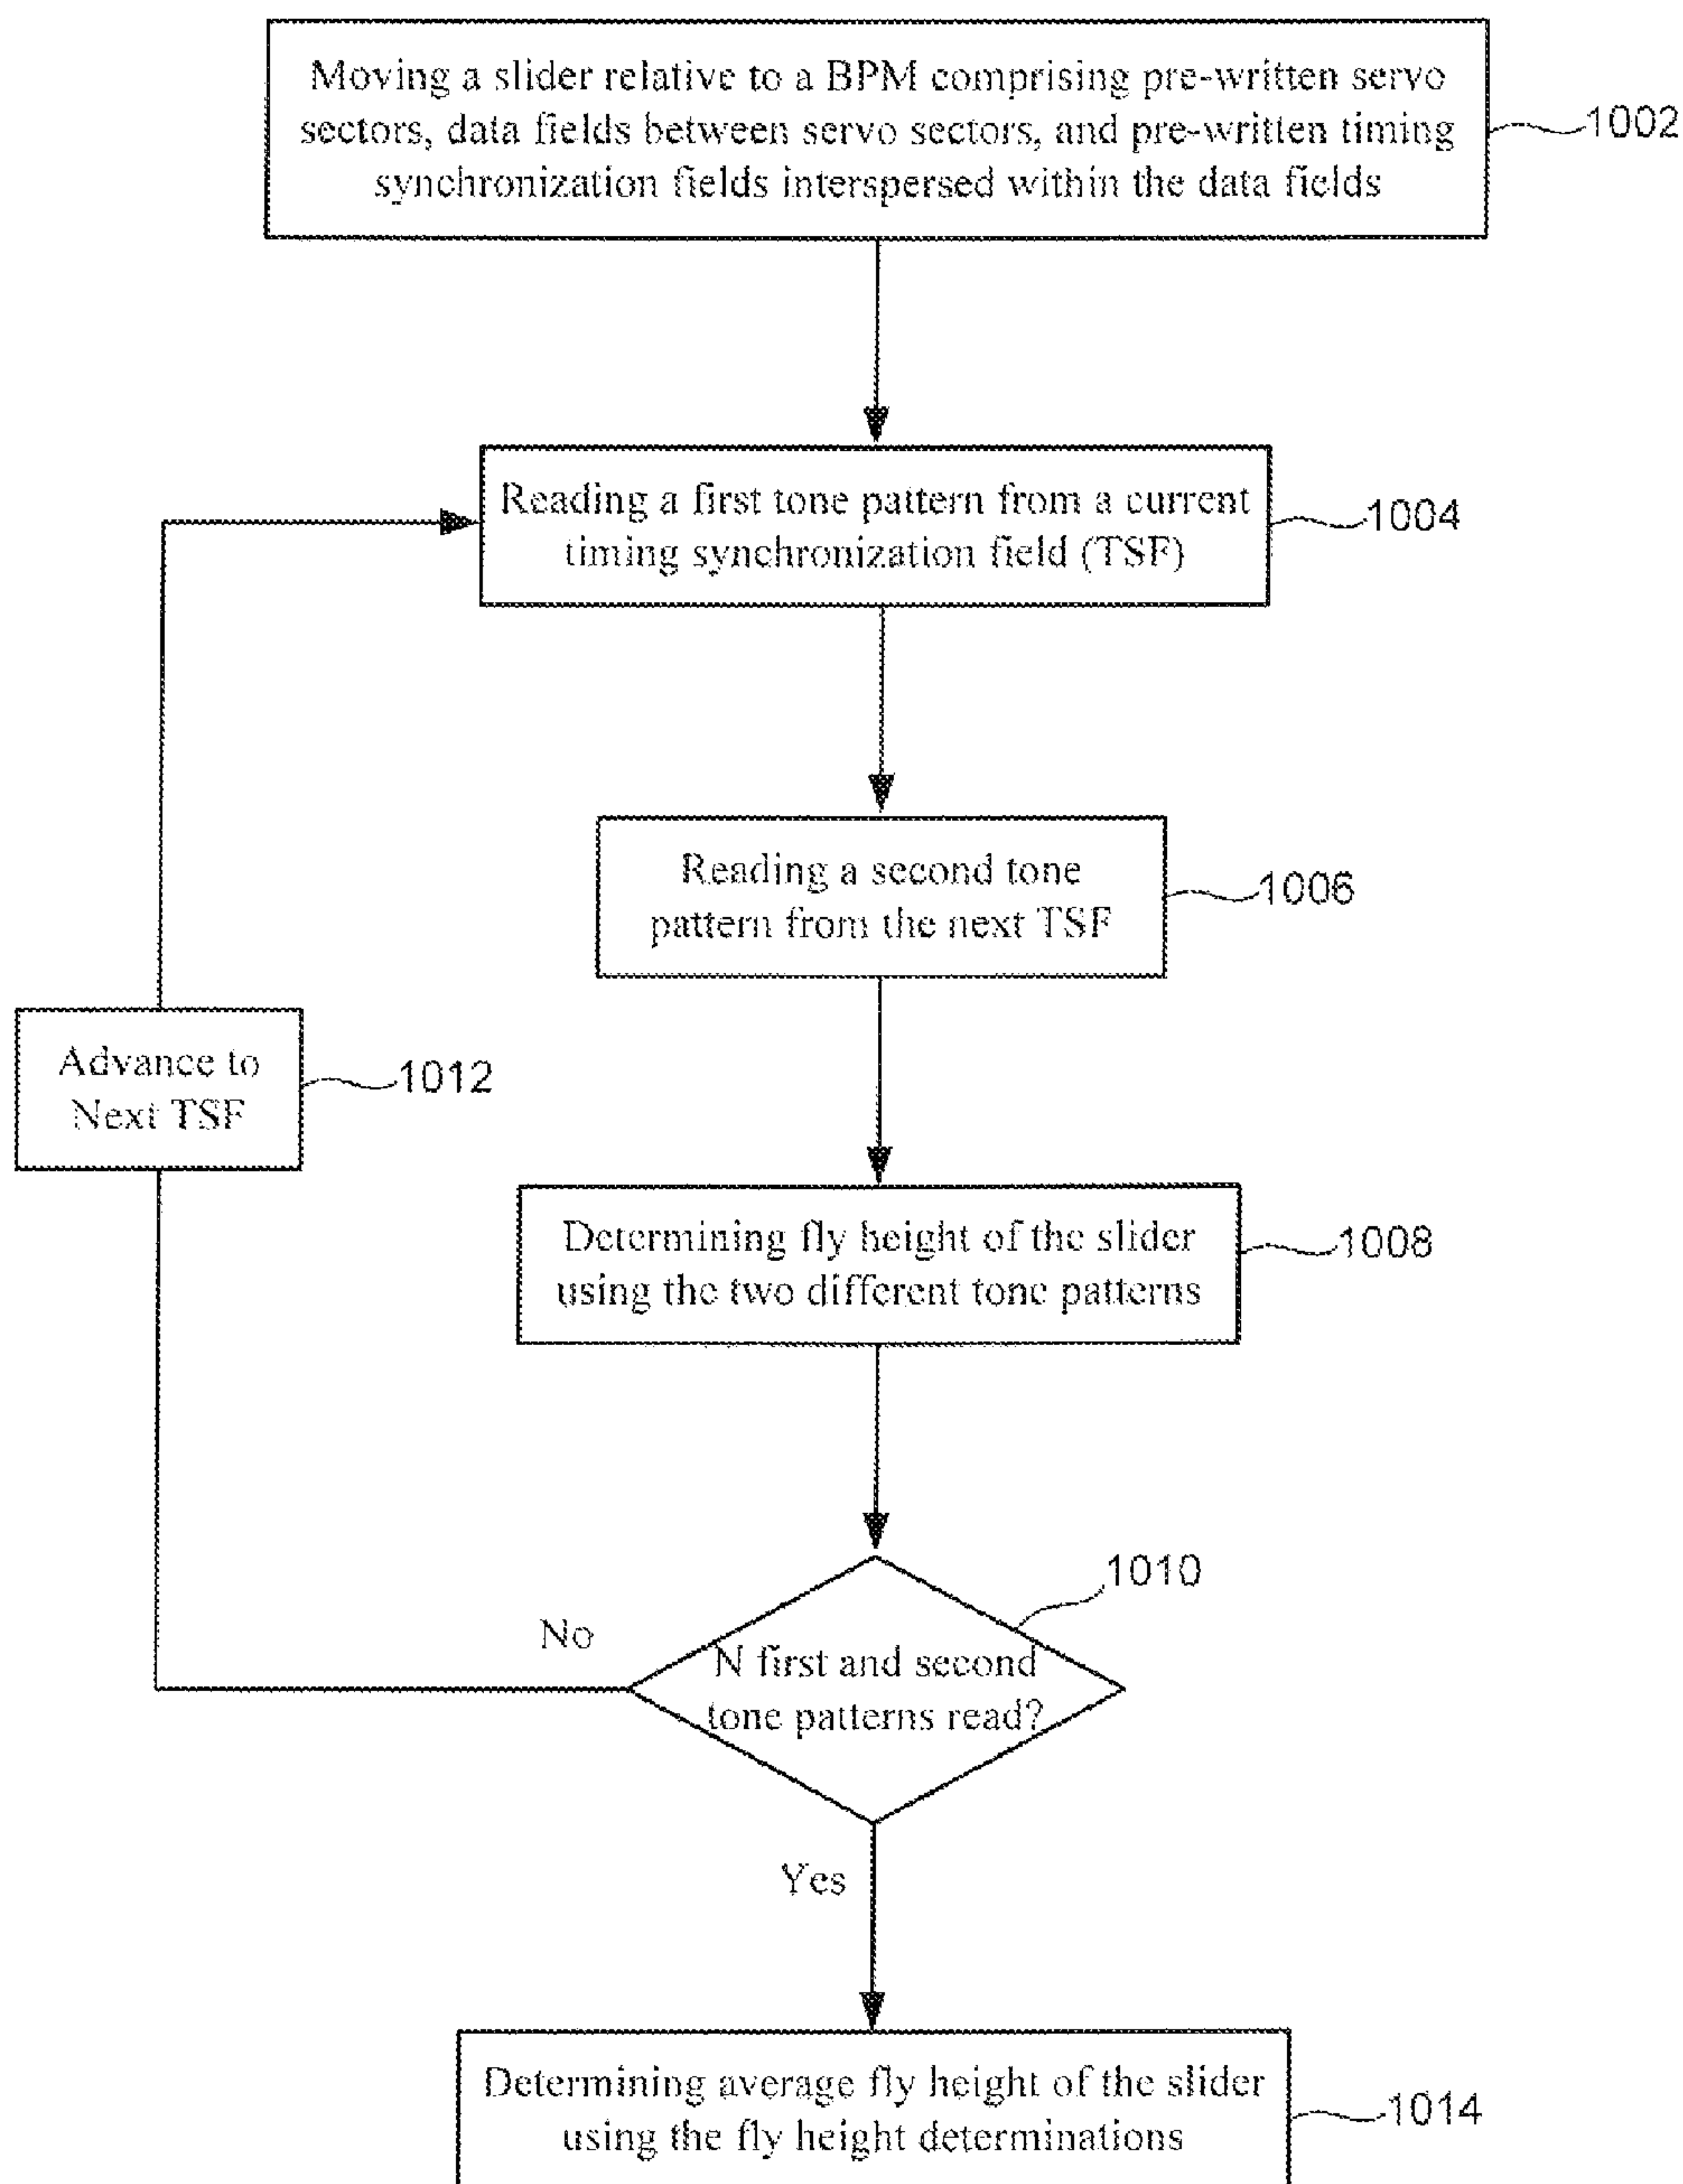 Moving a slider relative to a BPM comprising pre-written servo
sectors, data fields between servo sectors, and pre-written timing
synchronization fields interspersed within the data fields
1002
Reading a first tone pattern from a current
timing synchronization field (TSF)
1004
Reading a second tone
pattern from the next TSF
1006
Advance to
Next TSF
1012
Determining fly height of the slider
using the two different tone patterns
1008
1010
No
N first and second
tone patterns read?
Yes
Determining average fly height of the slider
using the fly height determinations
1014